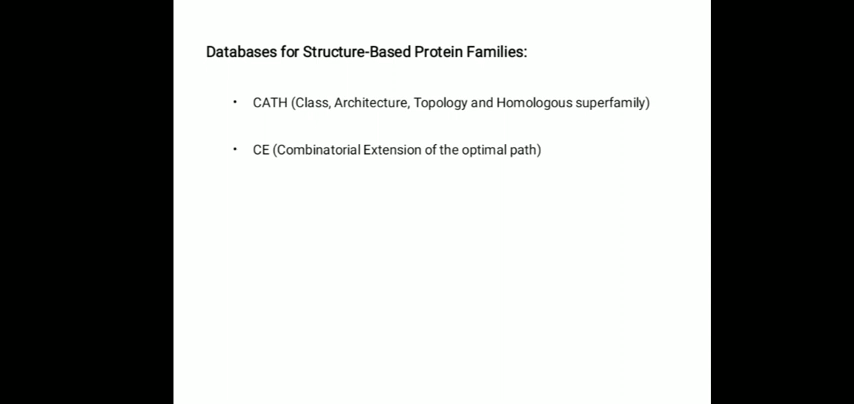 Databases for Structure-Based Protein Families:
• CATH (Class, Architecture, Topology and Homologous superfamily)
• CE (Combinatorial Extension of the optimal path)